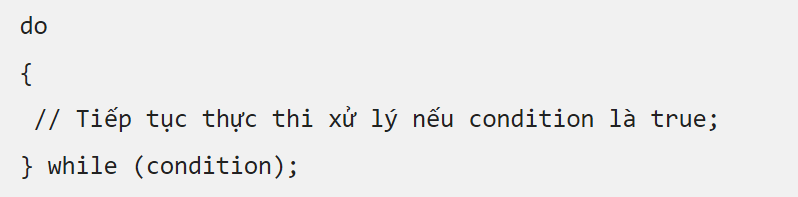 do
{
// Tiếp tục thực thi xử lý nếu condition là true;
} while (condition);